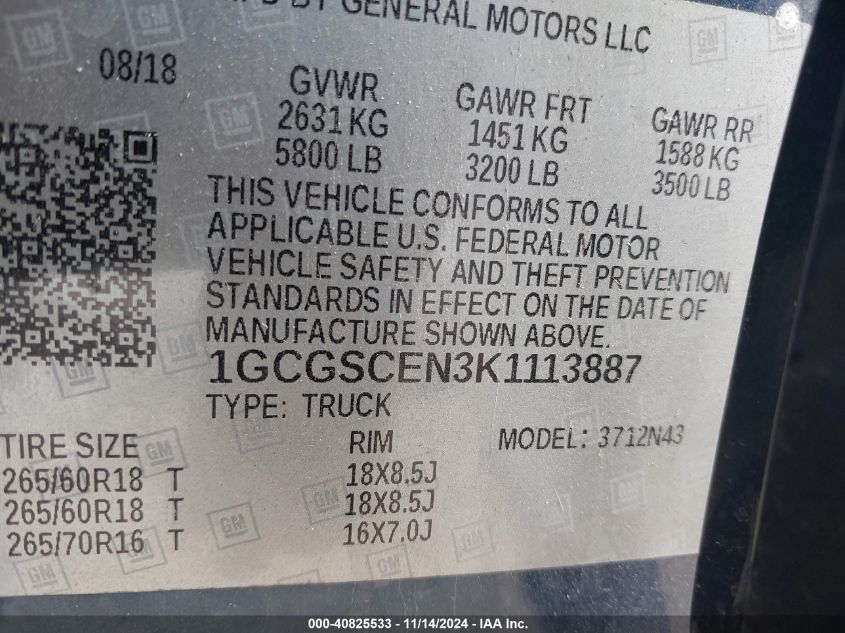 BY GENERAL MOTORS LLC
08/18
GVWR GAWR FRT GAWR RR
2631 KG 1451 KG 1588 KG
5800 LB 3200 LB 3500 LB
THIS VEHICLE CONFORMS TO ALL
APPLICABLE U.S. FEDERAL MOTOR
VEHICLE SAFETY AND THEFT PREVENTION
STANDARDS IN EFFECT ON THE DATE OF
MANUFACTURE SHOWN ABOVE.
1GCGSCEN3K1113887
TYPE: TRUCK
TIRE SIZE RIM MODEL: 3712N43
265/60R18 T 18X8.5J
265/60R18 T 18X8.5J
265/70R16 T 16X7.0J
000-40825533 - 11/14/2024 - IAA Inc.